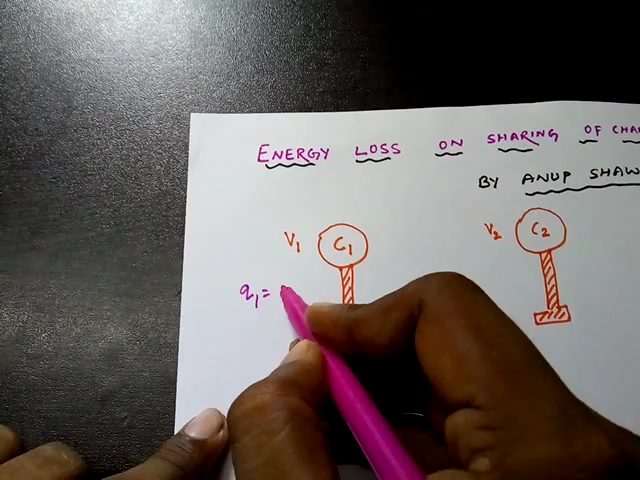 ENERGY LOSS ON SHARING OF CHA
BY ANUP SHAW
V1 C1 V2 C2
q1 =